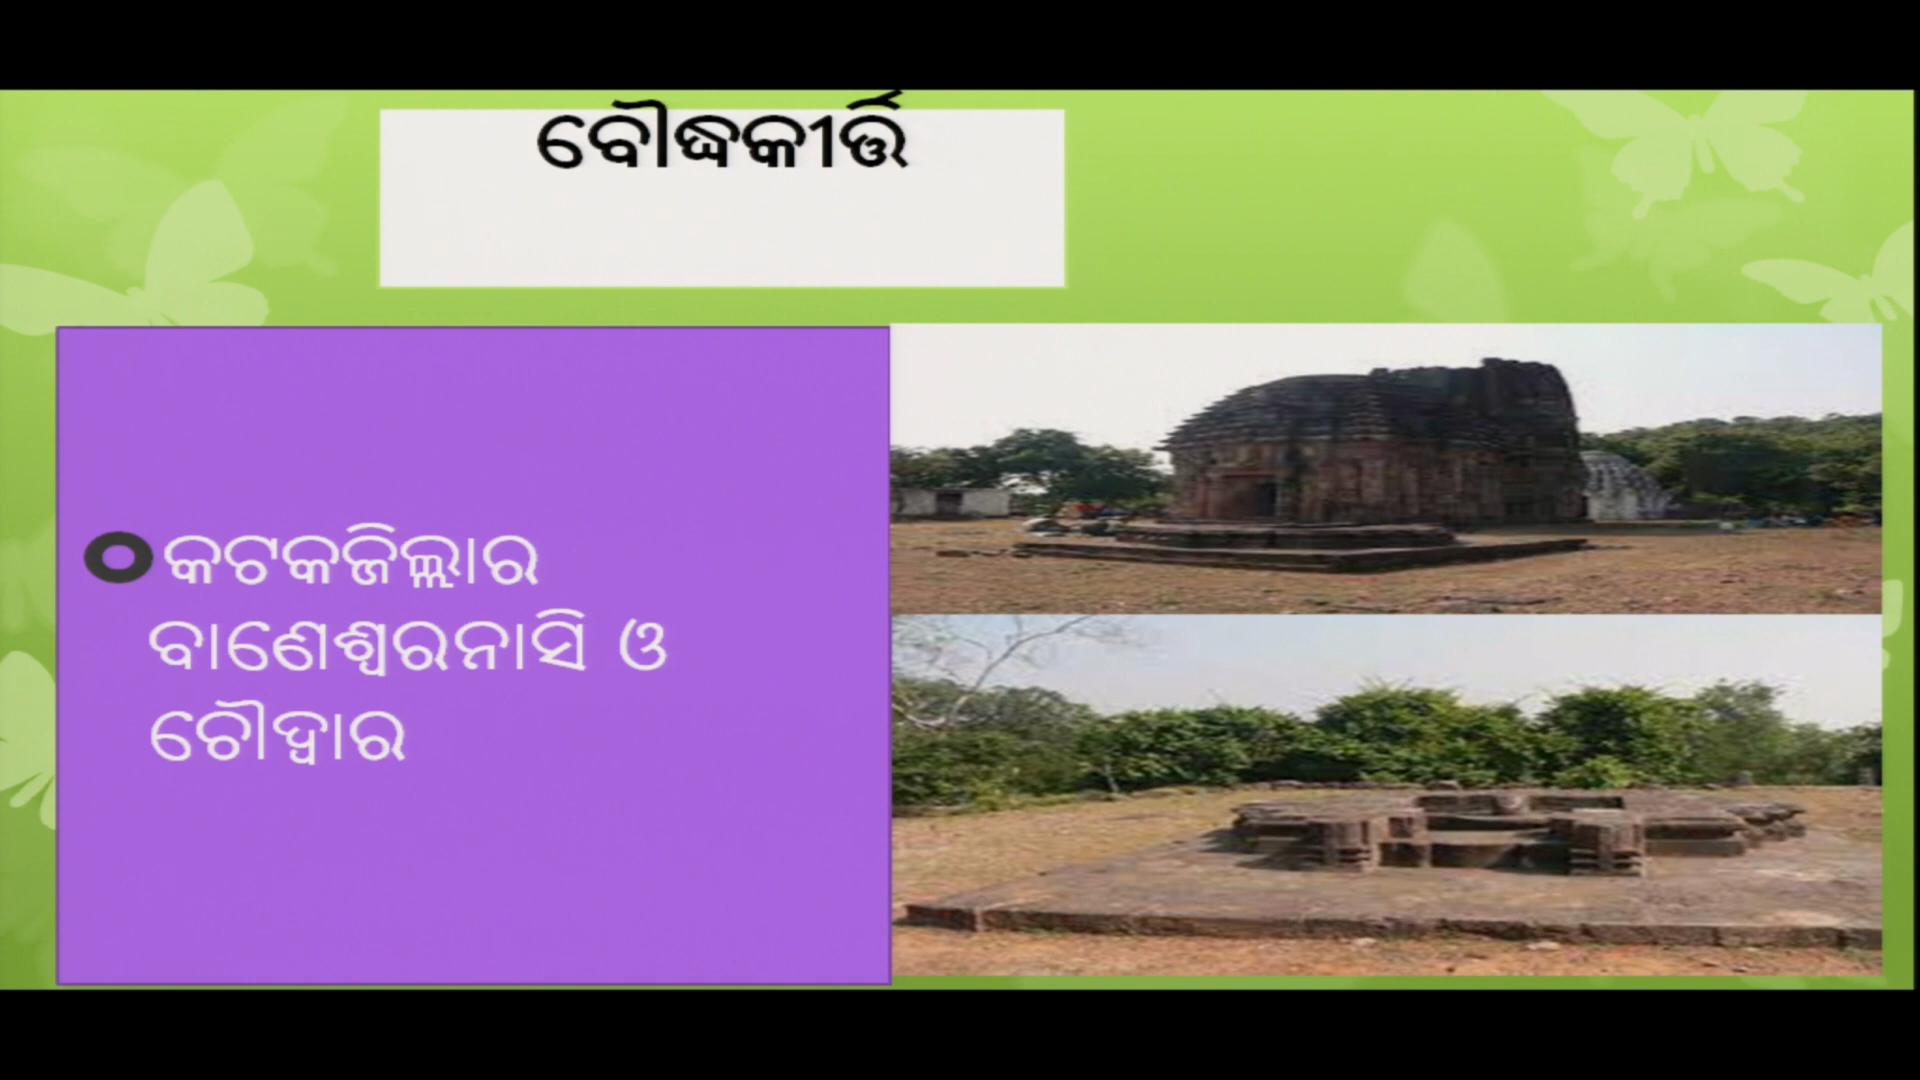 ବୌଦ୍ଧକୀର୍ତ୍ତି
କଟକଜିଲ୍ଲାର
ବାଣେଶ୍ୱରନାସି ଓ
ଚୌଦ୍ୱାର